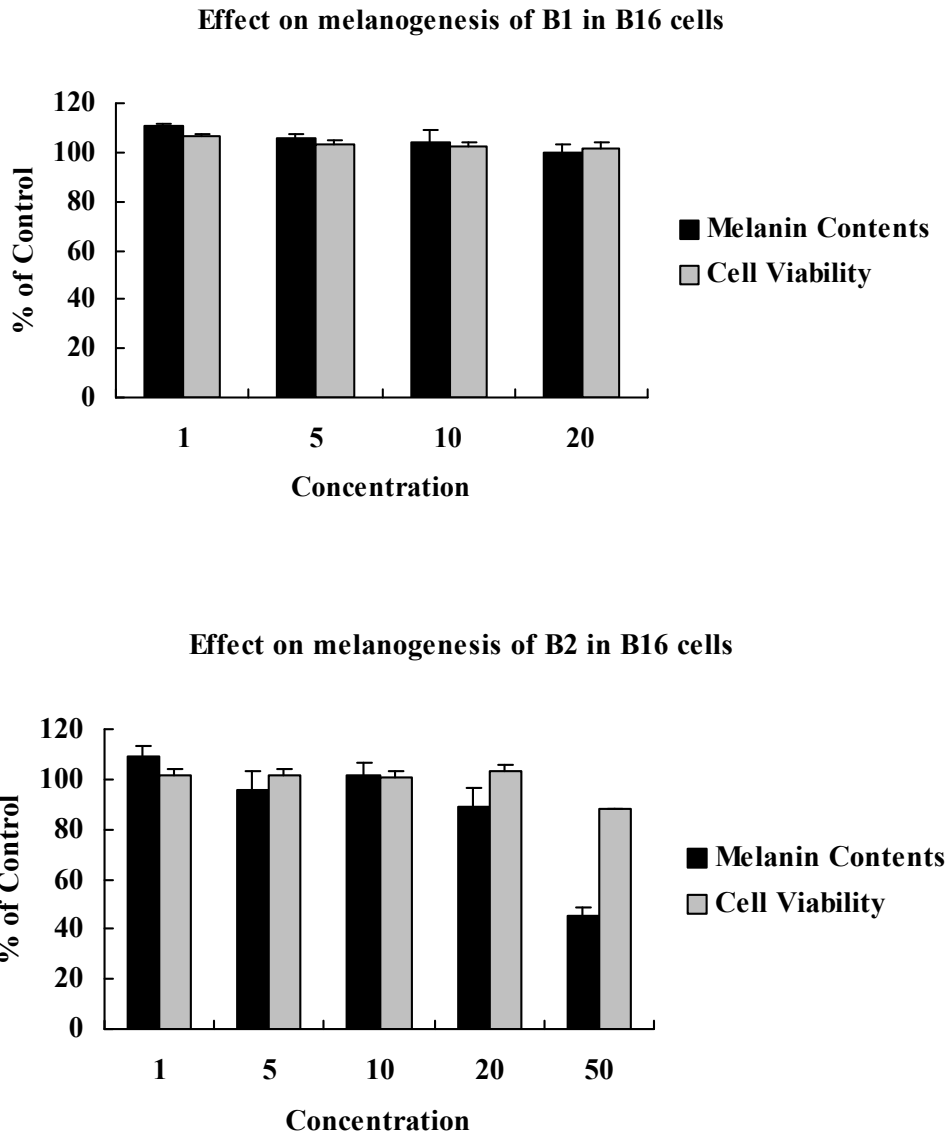 Effect on melanogenesis of B1 in B16 cells
120
100
80
60
40
20
0
% of Control
1 5 10 20
Concentration
Melanin Contents
Cell Viability
Effect on melanogenesis of B2 in B16 cells
120
100
80
60
40
20
0
% of Control
1 5 10 20 50
Concentration
Melanin Contents
Cell Viability